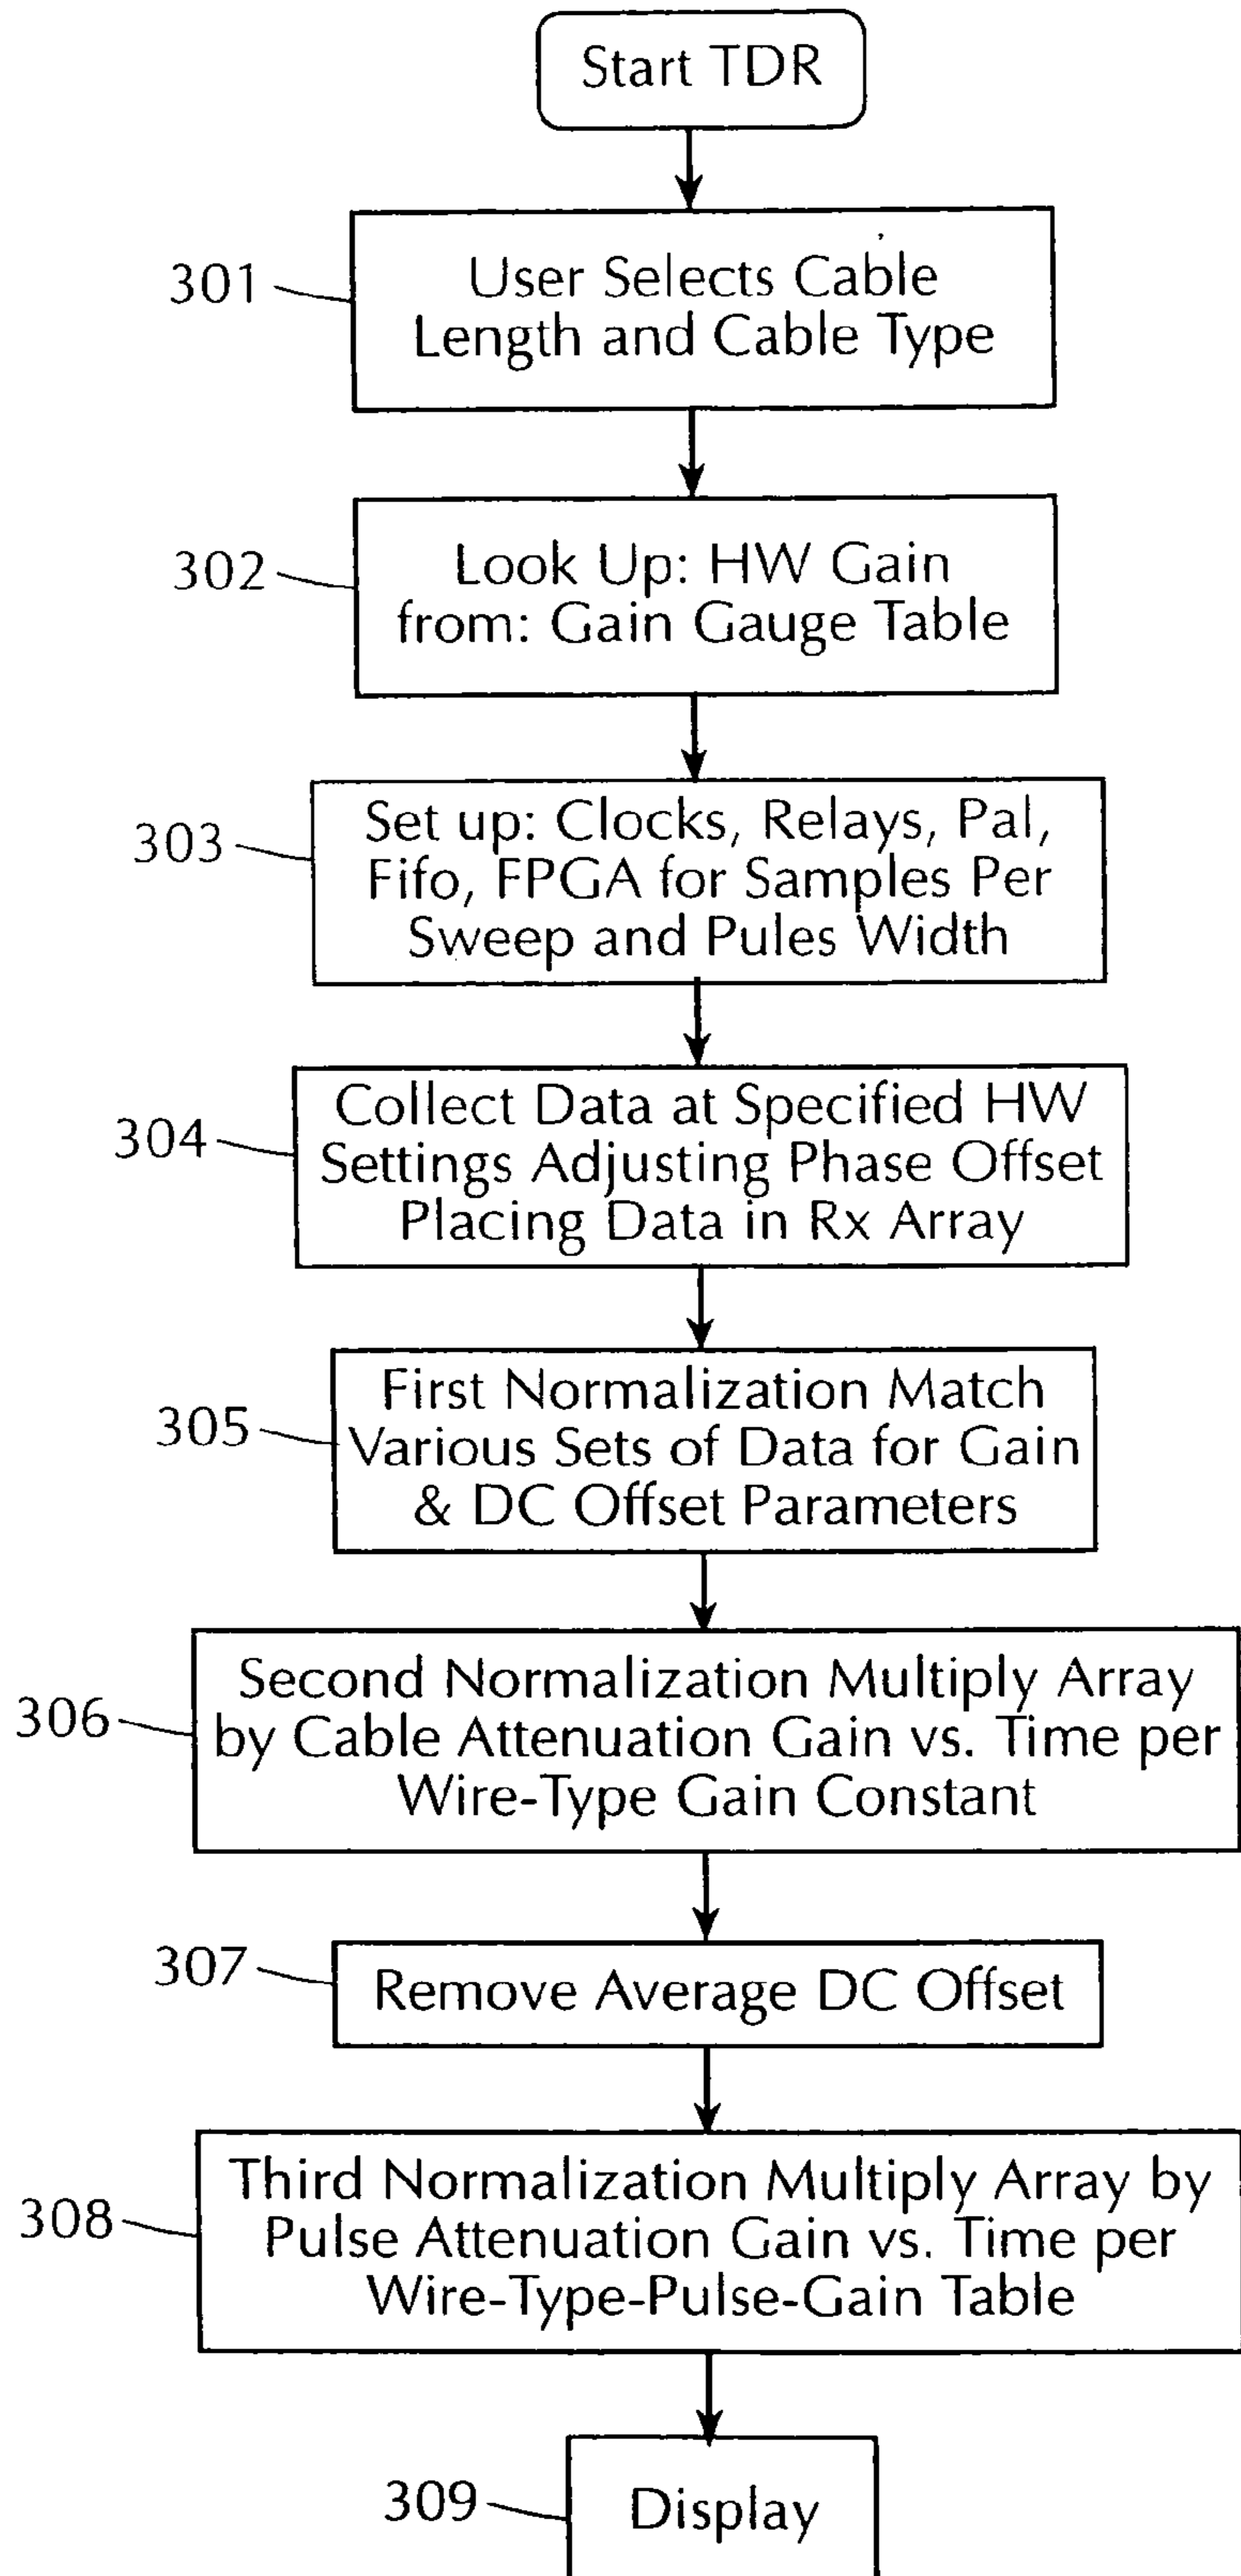 Start TDR
301
User Selects Cable
Length and Cable Type
302
Look Up: HW Gain
from: Gain Gauge Table
303
Set up: Clocks, Relays, Pal,
Fifo, FPGA for Samples Per
Sweep and Pules Width
304
Collect Data at Specified HW
Settings Adjusting Phase Offset
Placing Data in Rx Array
305
First Normalization Match
Various Sets of Data for Gain
& DC Offset Parameters
306
Second Normalization Multiply Array
by Cable Attenuation Gain vs. Time per
Wire-Type Gain Constant
307
Remove Average DC Offset
308
Third Normalization Multiply Array by
Pulse Attenuation Gain vs. Time per
Wire-Type-Pulse-Gain Table
309
Display